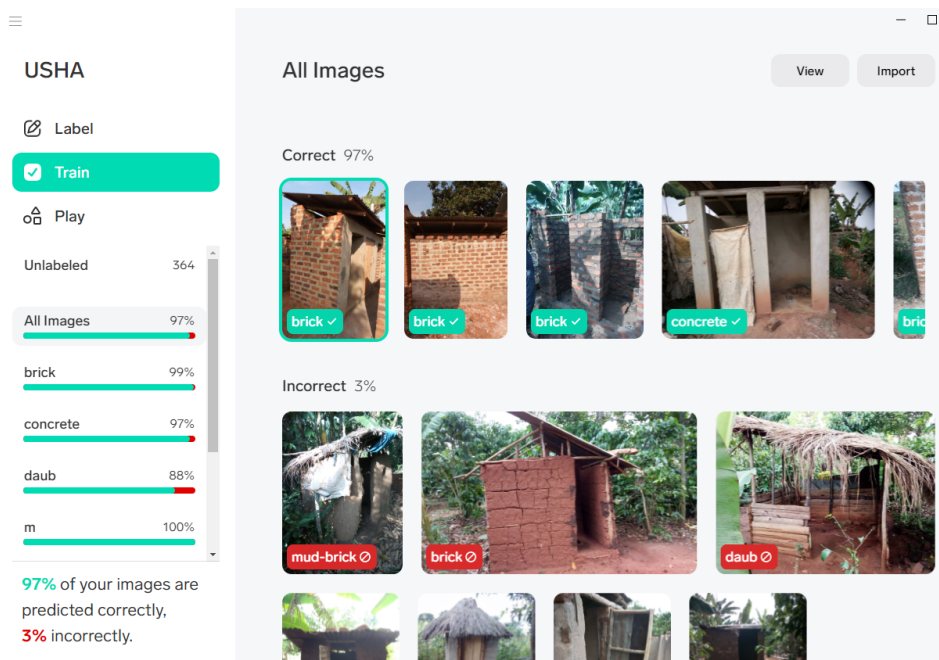 USHA
Label
Train
Play
Unlabeled 364
All Images 97%
brick 99%
concrete 97%
daub 88%
m 100%
97% of your images are
predicted correctly,
3% incorrectly.
All Images
View
Import
Correct 97%
brick
brick
brick
concrete
bric
Incorrect 3%
mud-brick
brick
daub